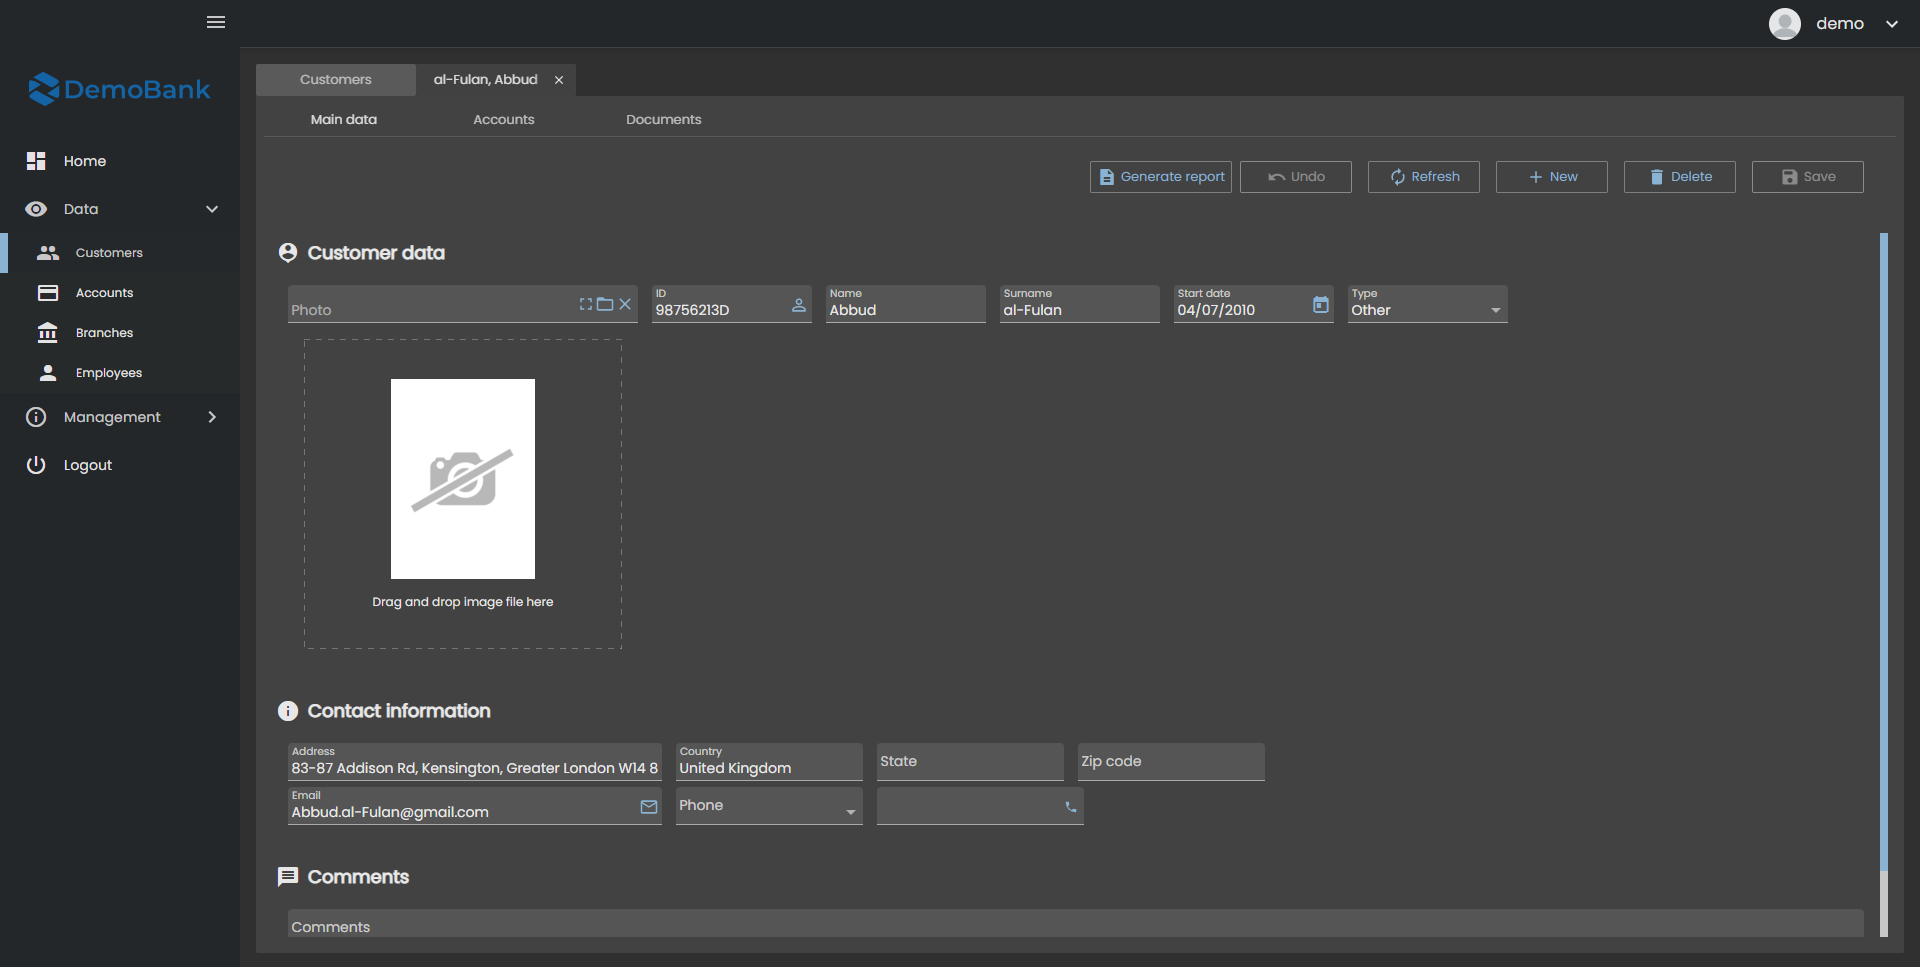 demo
DemoBank
Home
Data
Customers
Accounts
Branches
Employees
Management
Logout
Customers
al-Fulan, Abbud
Main data
Accounts
Documents
Generate report
Undo
Refresh
New
Delete
Save
Customer data
Photo
ID
98756213D
Name
Abbud
Surname
al-Fulan
Start date
04/07/2010
Type
Other
Drag and drop image file here
Contact information
Address
83-87 Addison Rd, Kensington, Greater London W14 8
Country
United Kingdom
State
Zip code
Email
Abbud.al-Fulan@gmail.com
Phone
Comments
Comments